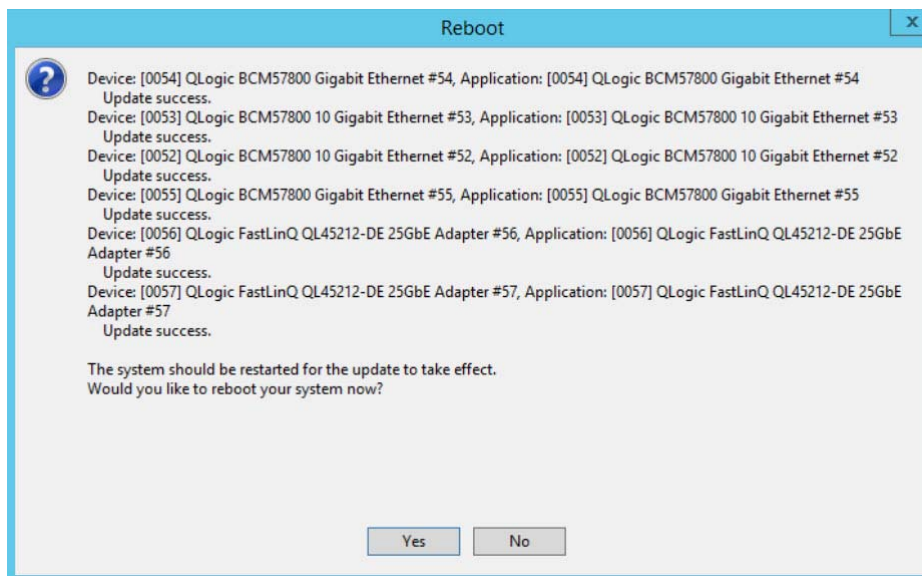 Reboot
x
?
Device: [0054] QLogic BCM57800 Gigabit Ethernet #54, Application: [0054] QLogic BCM57800 Gigabit Ethernet #54
Update success.
Device: [0053] QLogic BCM57800 10 Gigabit Ethernet #53, Application: [0053] QLogic BCM57800 10 Gigabit Ethernet #53
Update success.
Device: [0052] QLogic BCM57800 10 Gigabit Ethernet #52, Application: [0052] QLogic BCM57800 10 Gigabit Ethernet #52
Update success.
Device: [0055] QLogic BCM57800 Gigabit Ethernet #55, Application: [0055] QLogic BCM57800 Gigabit Ethernet #55
Update success.
Device: [0056] QLogic FastLinQ QL45212-DE 25GbE Adapter #56, Application: [0056] QLogic FastLinQ QL45212-DE 25GbE
Adapter #56
Update success.
Device: [0057] QLogic FastLinQ QL45212-DE 25GbE Adapter #57, Application: [0057] QLogic FastLinQ QL45212-DE 25GbE
Adapter #57
Update success.
The system should be restarted for the update to take effect.
Would you like to reboot your system now?
Yes
No